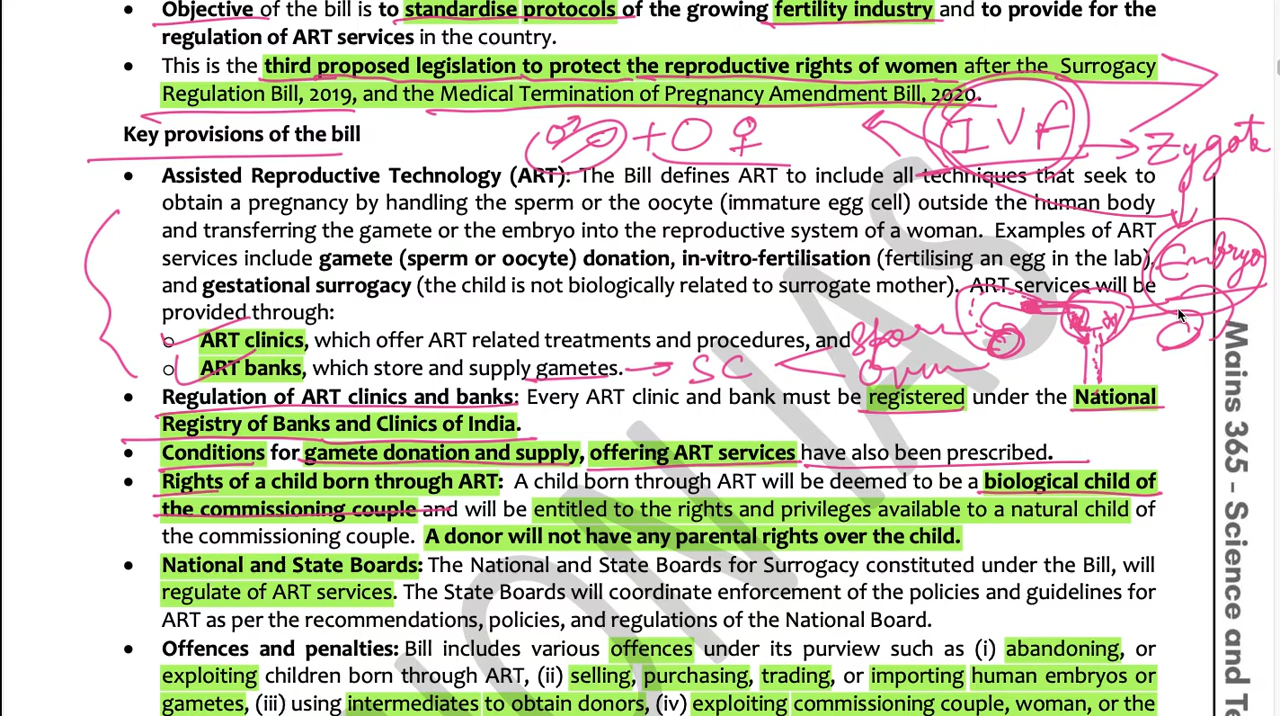 • Objective of the bill is to standardise protocols of the growing fertility industry and to provide for the
regulation of ART services in the country.
• This is the third proposed legislation to protect the reproductive rights of women after the Surrogacy
Regulation Bill, 2019, and the Medical Termination of Pregnancy Amendment Bill, 2020.
+ O ♀ IVF → Zygote
Key provisions of the bill
• Assisted Reproductive Technology (ART): The Bill defines ART to include all techniques that seek to
obtain a pregnancy by handling the sperm or the oocyte (immature egg cell) outside the human body
and transferring the gamete or the embryo into the reproductive system of a woman. Examples of ART
Embryo
services include gamete (sperm or oocyte) donation, in-vitro-fertilisation (fertilising an egg in the lab),
and gestational surrogacy (the child is not biologically related to surrogate mother). ART services will be
provided through:
o ART clinics, which offer ART related treatments and procedures, and
o ART banks, which store and supply gametes. → SC
• Regulation of ART clinics and banks: Every ART clinic and bank must be registered under the National
Registry of Banks and Clinics of India.
• Conditions for gamete donation and supply, offering ART services have also been prescribed.
• Rights of a child born through ART: A child born through ART will be deemed to be a biological child of
the commissioning couple and will be entitled to the rights and privileges available to a natural child of
the commissioning couple. A donor will not have any parental rights over the child.
• National and State Boards: The National and State Boards for Surrogacy constituted under the Bill, will
regulate of ART services. The State Boards will coordinate enforcement of the policies and guidelines for
ART as per the recommendations, policies, and regulations of the National Board.
• Offences and penalties: Bill includes various offences under its purview such as (i) abandoning, or
exploiting children born through ART, (ii) selling, purchasing, trading, or importing human embryos or
gametes, (iii) using intermediates to obtain donors, (iv) exploiting commissioning couple, woman, or the
Mains 365 – Science and
ON IAS